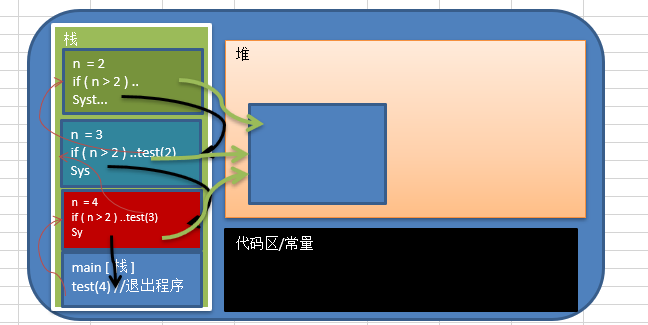 栈
n = 2
if ( n > 2 ) ..
Syst...
n = 3
if ( n > 2 ) ..test(2)
Sys
n = 4
if ( n > 2 ) ..test(3)
Sy
main [ 栈 ]
test(4) //退出程序
堆
代码区/常量